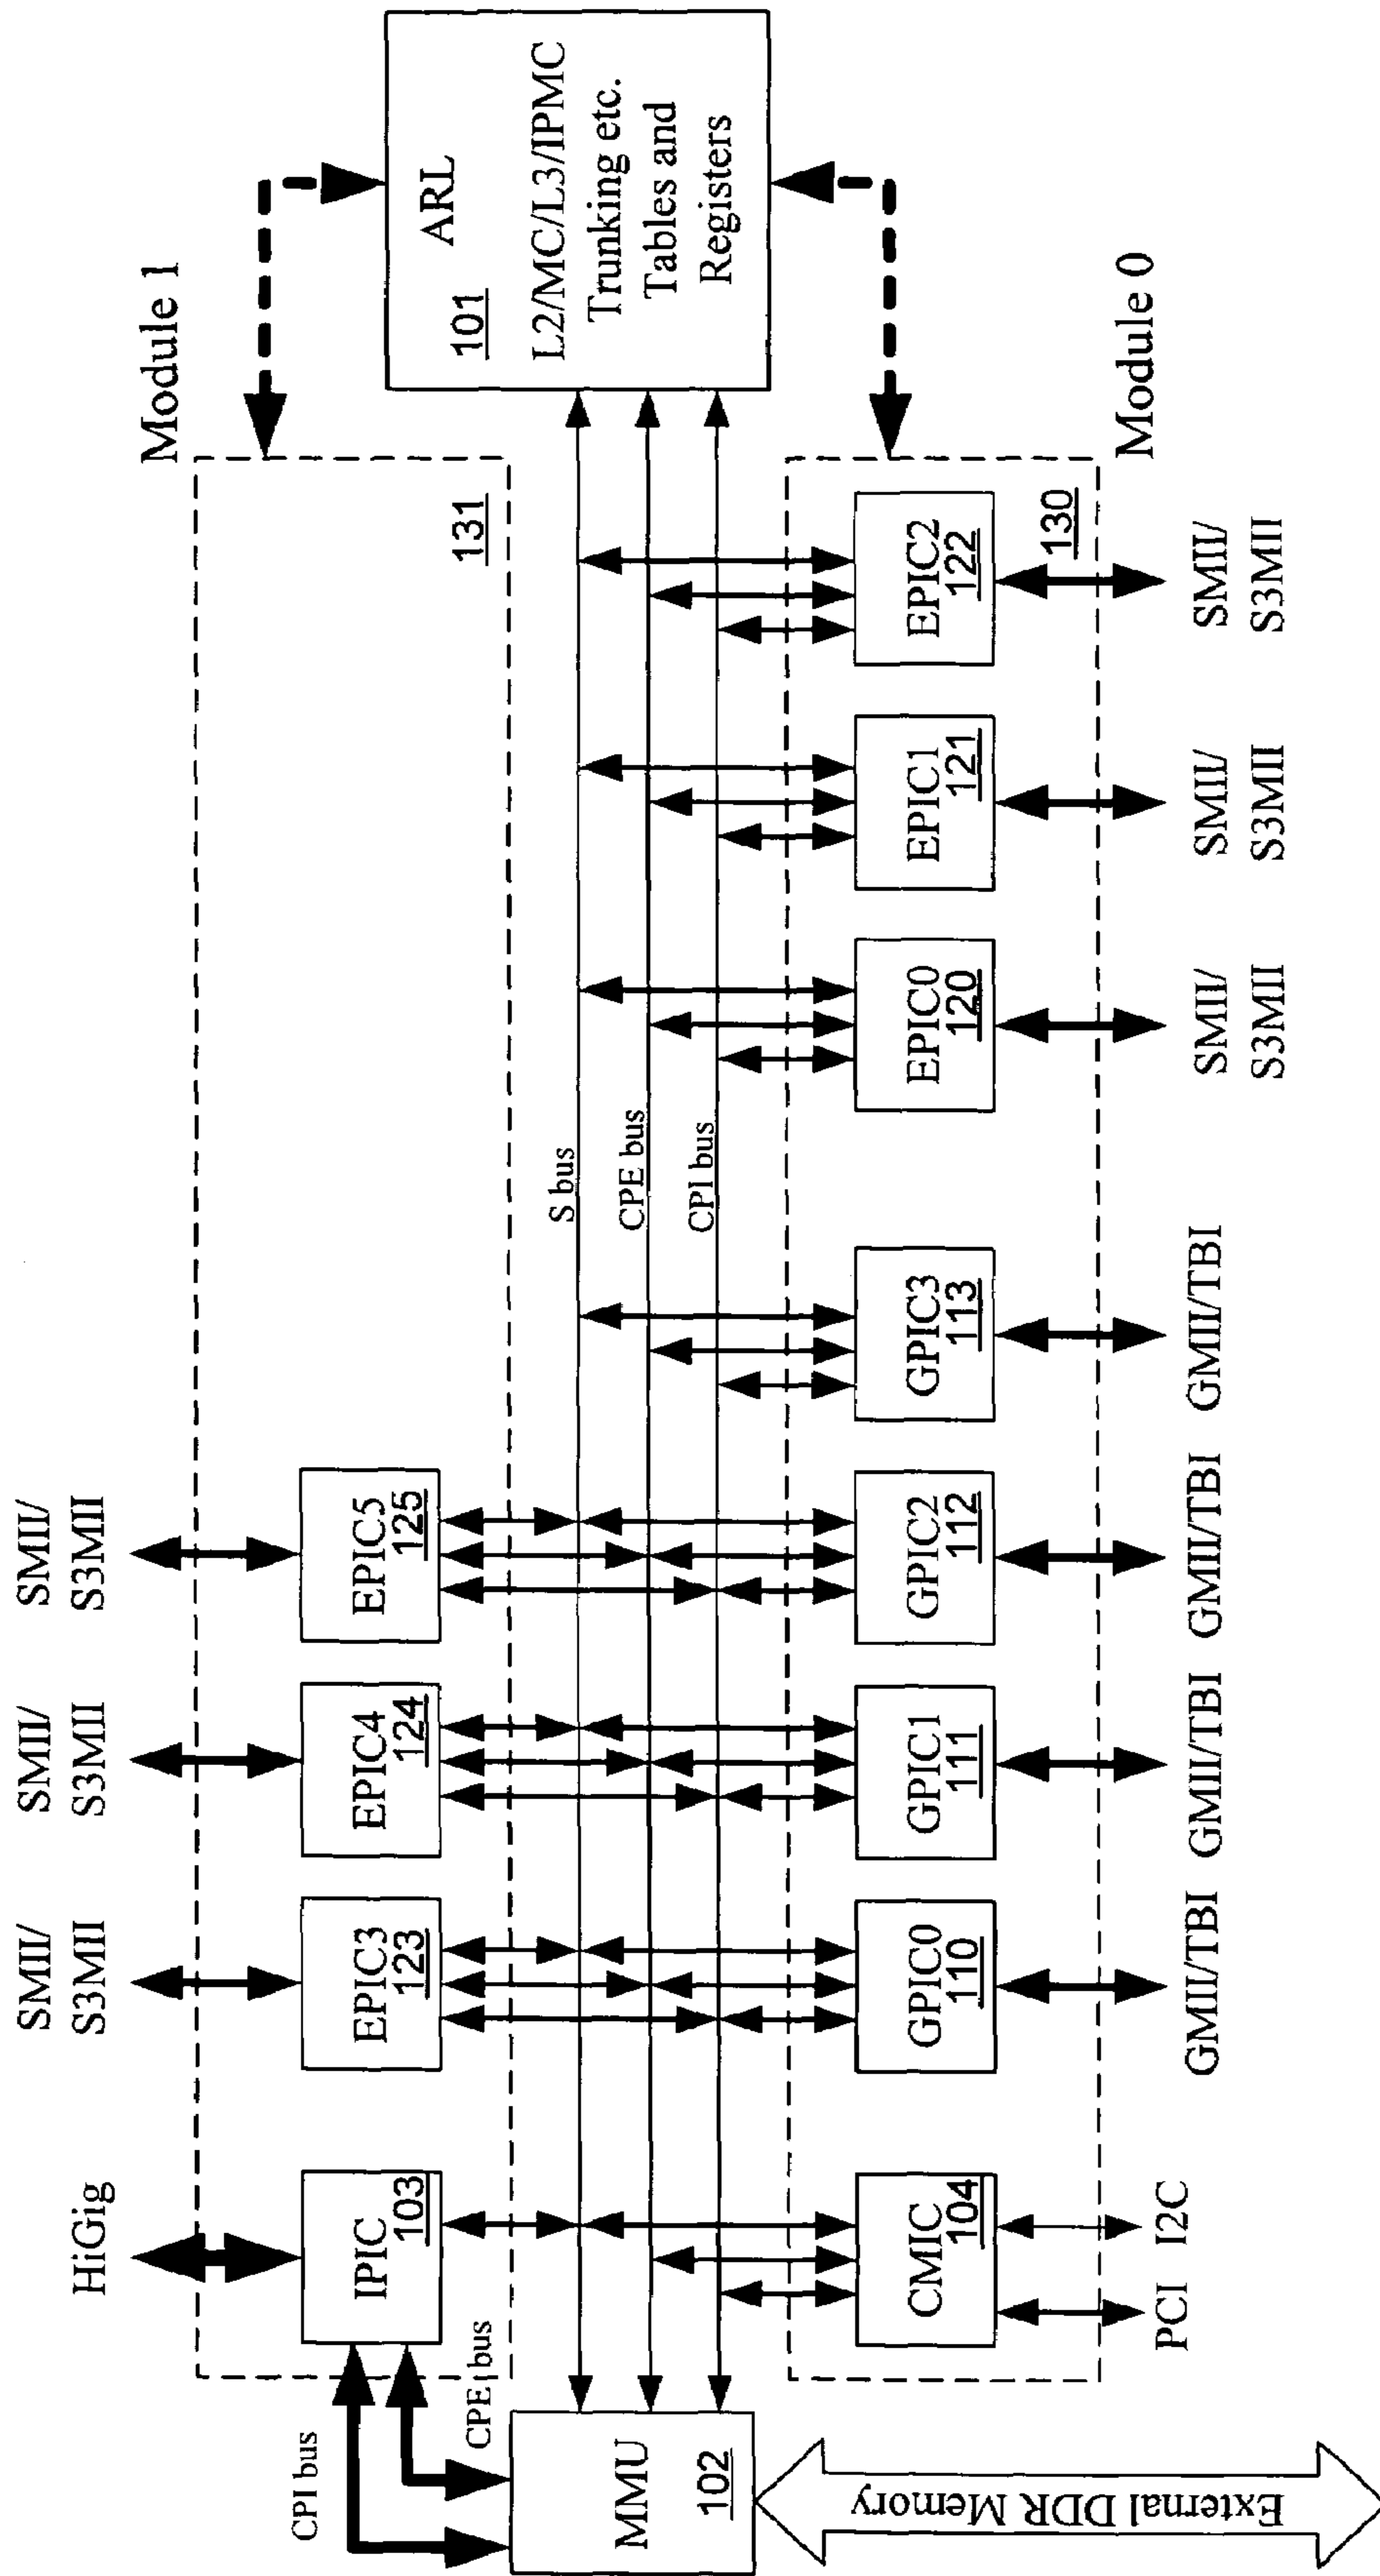 HiGig
SMII/
S3MII
SMII/
S3MII
SMII/
S3MII
Module 1
CPI bus
CPE bus
IPIC
103
EPIC3
123
EPIC4
124
EPIC5
125
131
MMU
102
S bus
CPE bus
CPI bus
ARL
101
L2/MC/L3/IPMC
Trunking etc.
Tables and
Registers
External DDR Memory
CMIC
104
GPIC0
110
GPIC1
111
GPIC2
112
GPIC3
113
EPIC0
120
EPIC1
121
EPIC2
122
130
Module 0
PCI
I2C
GMII/TBI
GMII/TBI
GMII/TBI
GMII/TBI
SMII/
S3MII
SMII/
S3MII
SMII/
S3MII